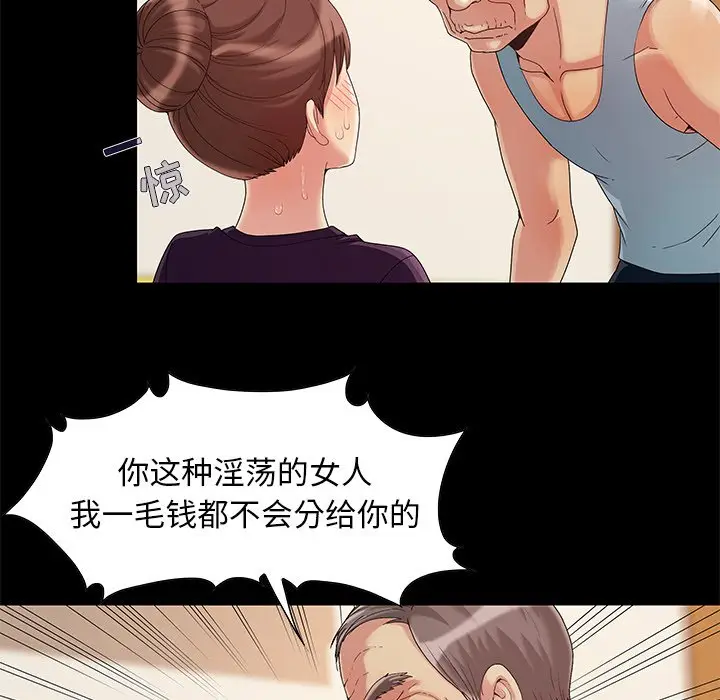 惊
你这种淫荡的女人
我一毛钱都不会分给你的